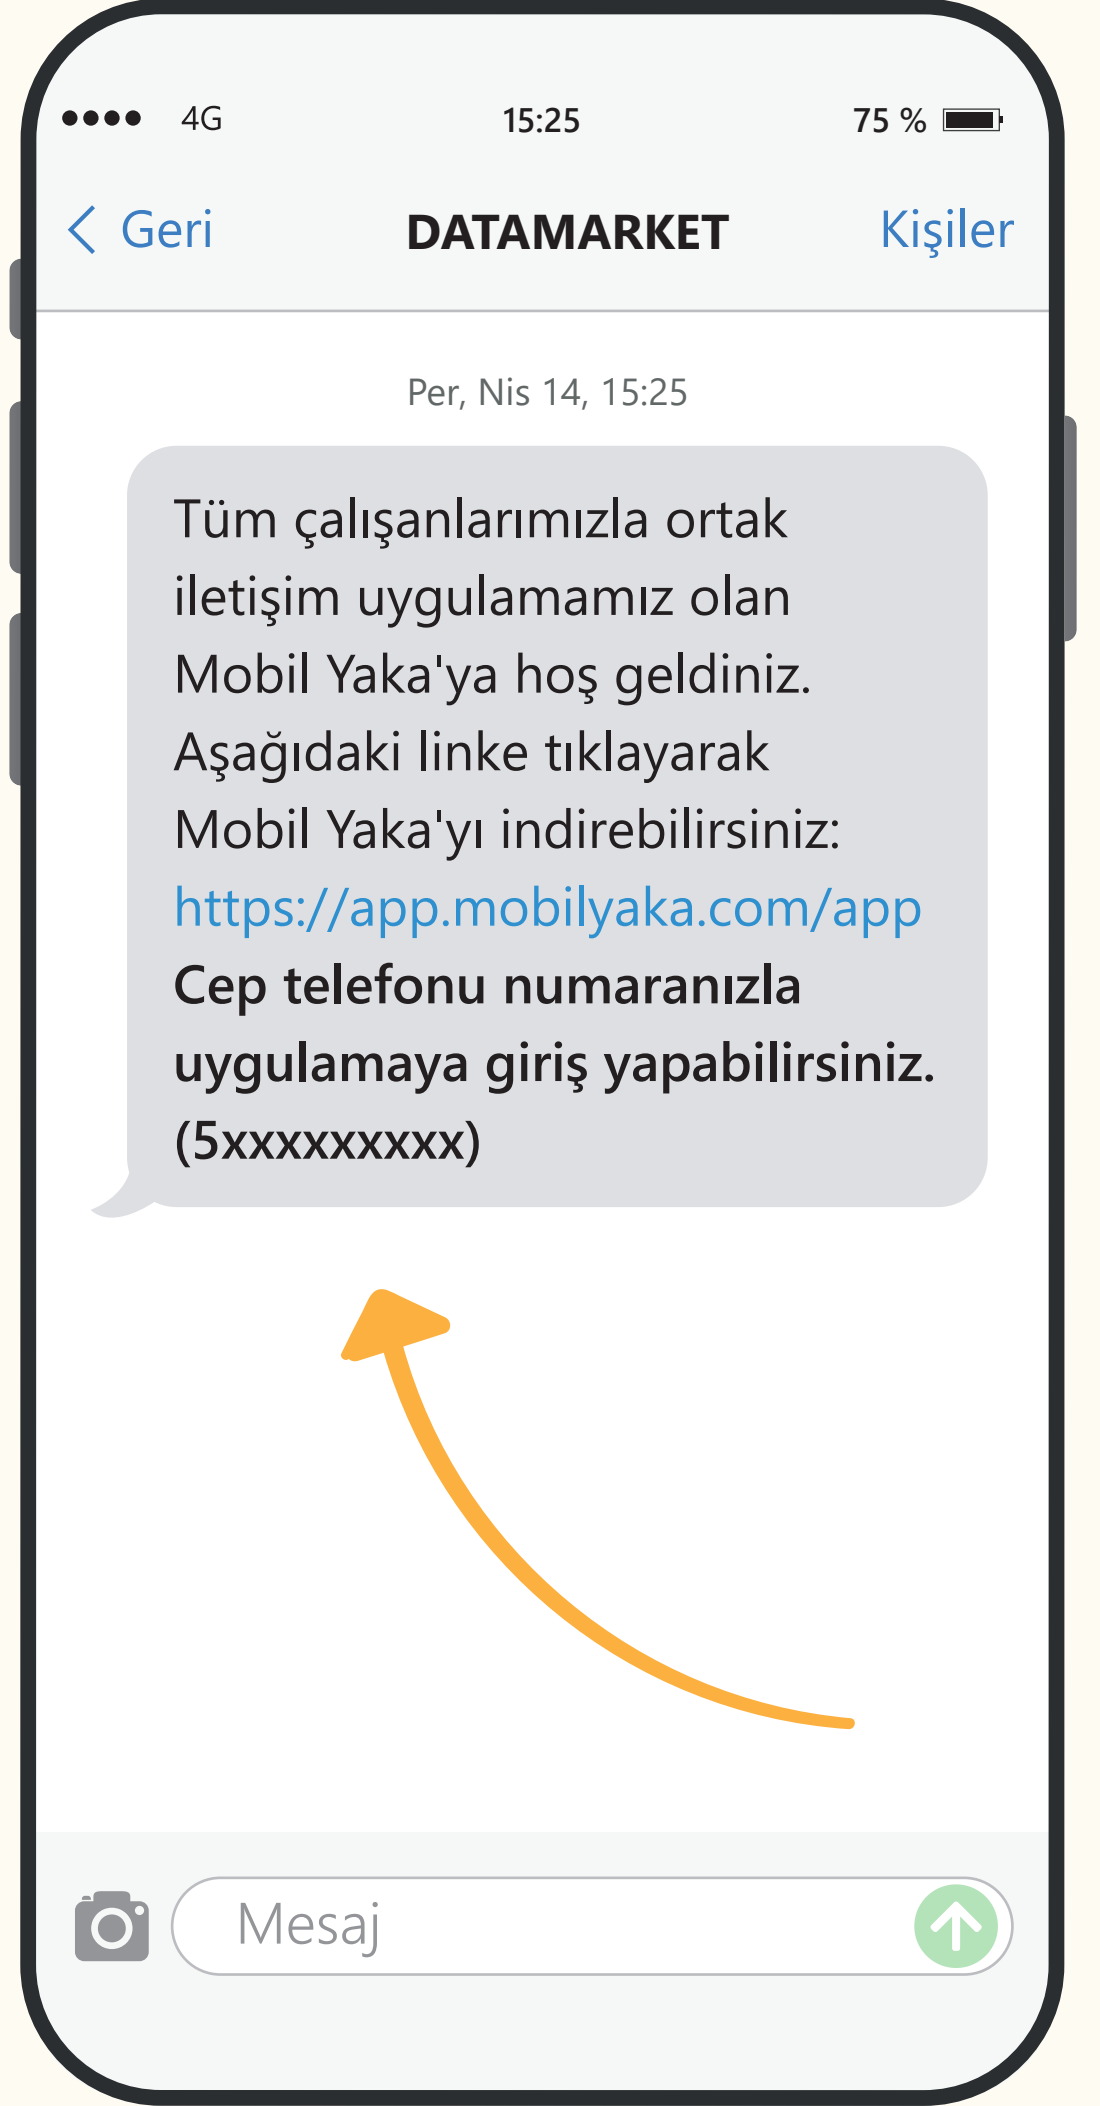 4G 15:25 75 %
Geri DATAMARKET Kişiler
Per, Nis 14, 15:25
Tüm çalışanlarımızla ortak
iletişim uygulamamız olan
Mobil Yaka'ya hoş geldiniz.
Aşağıdaki linke tıklayarak
Mobil Yaka'yı indirebilirsiniz:
https://app.mobilyaka.com/app
Cep telefonu numaranızla
uygulamaya giriş yapabilirsiniz.
(5xxxxxxxxx)
Mesaj